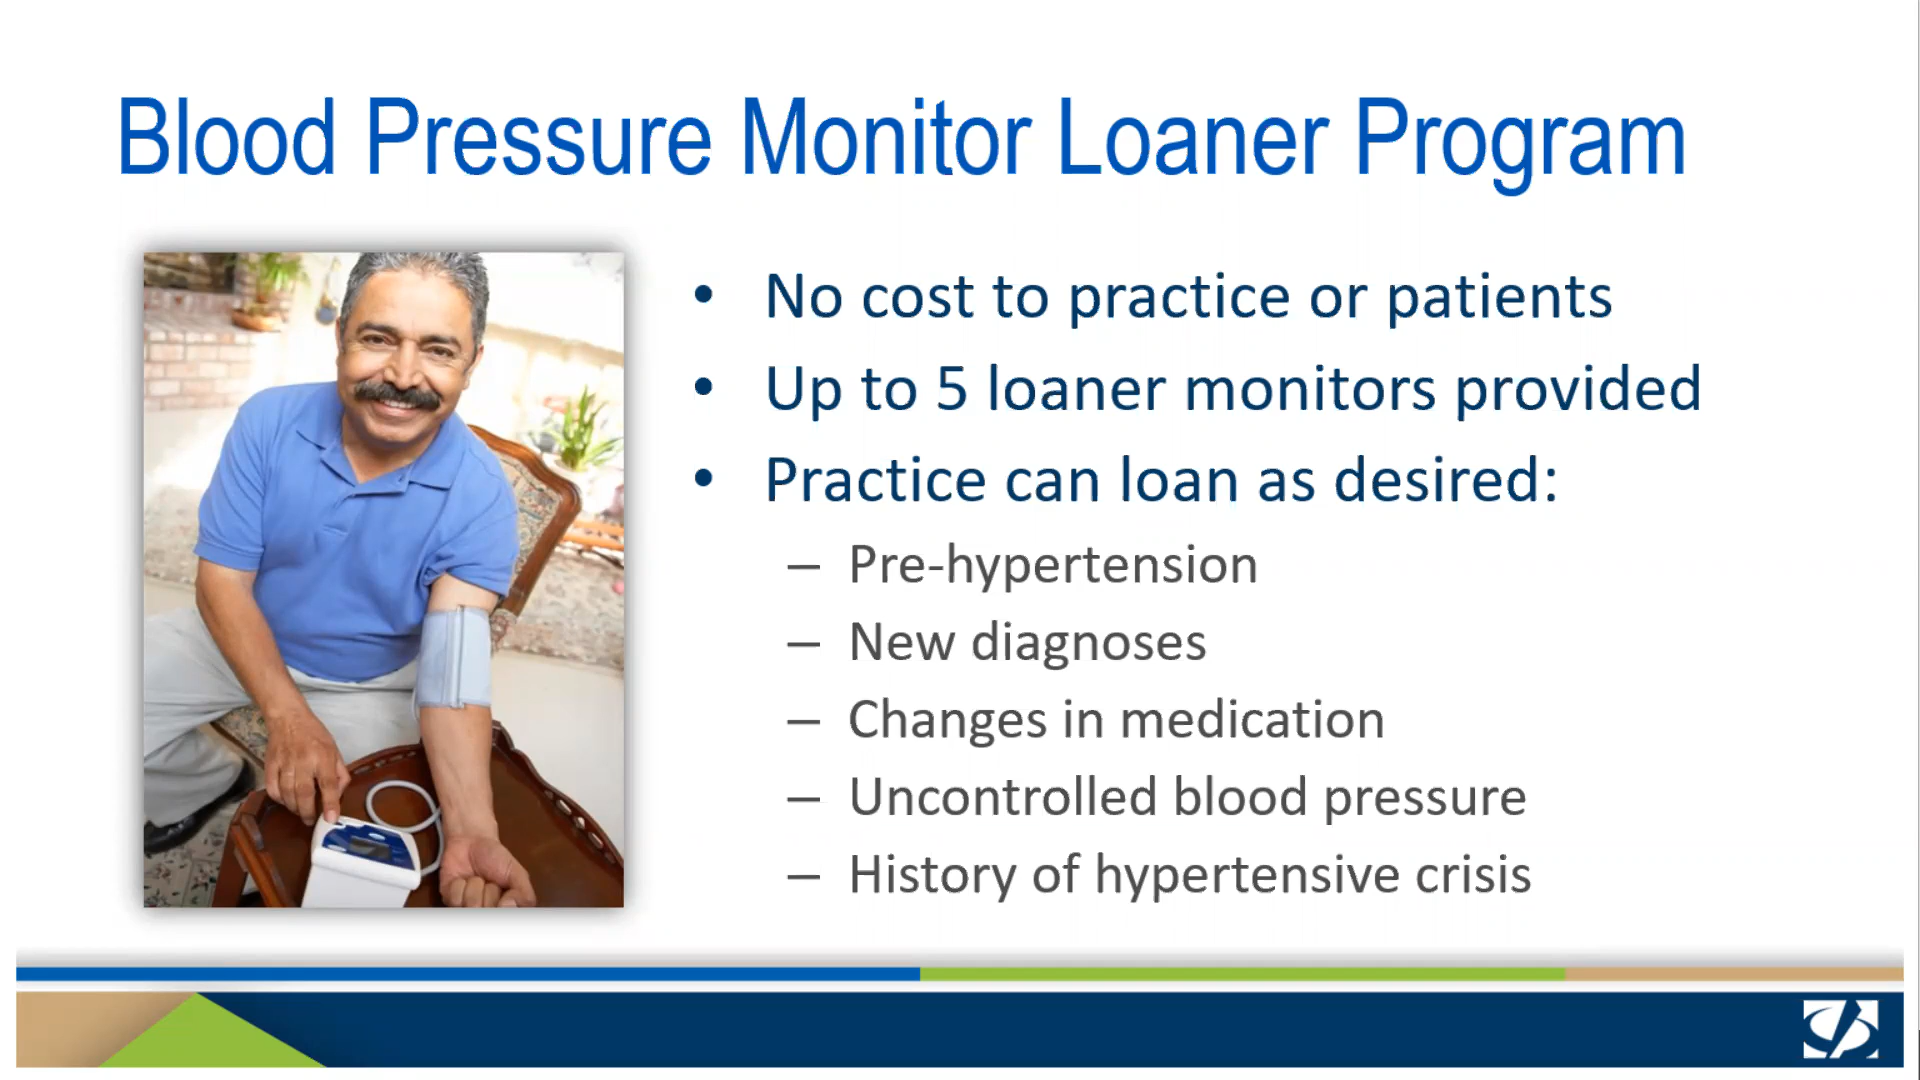 Blood Pressure Monitor Loaner Program
• No cost to practice or patients
• Up to 5 loaner monitors provided
• Practice can loan as desired:
– Pre-hypertension
– New diagnoses
– Changes in medication
– Uncontrolled blood pressure
– History of hypertensive crisis